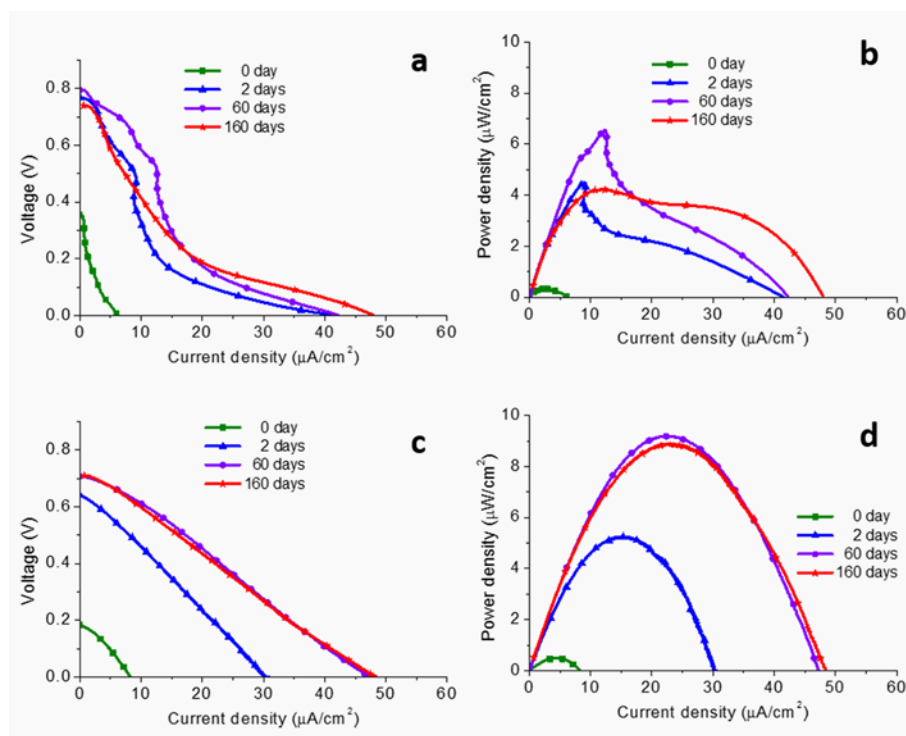 a
0 day
2 days
60 days
160 days
0.8
0.6
0.4
0.2
0.0
Voltage (V)
0 10 20 30 40 50 60
Current density (µA/cm²)
b
0 day
2 days
60 days
160 days
10
8
6
4
2
0
Power density (µW/cm²)
0 10 20 30 40 50 60
Current density (µA/cm²)
c
0 day
2 days
60 days
160 days
0.8
0.6
0.4
0.2
0.0
Voltage (V)
0 10 20 30 40 50 60
Current density (µA/cm²)
d
0 day
2 days
60 days
160 days
10
8
6
4
2
0
Power density (µW/cm²)
0 10 20 30 40 50 60
Current density (µA/cm²)